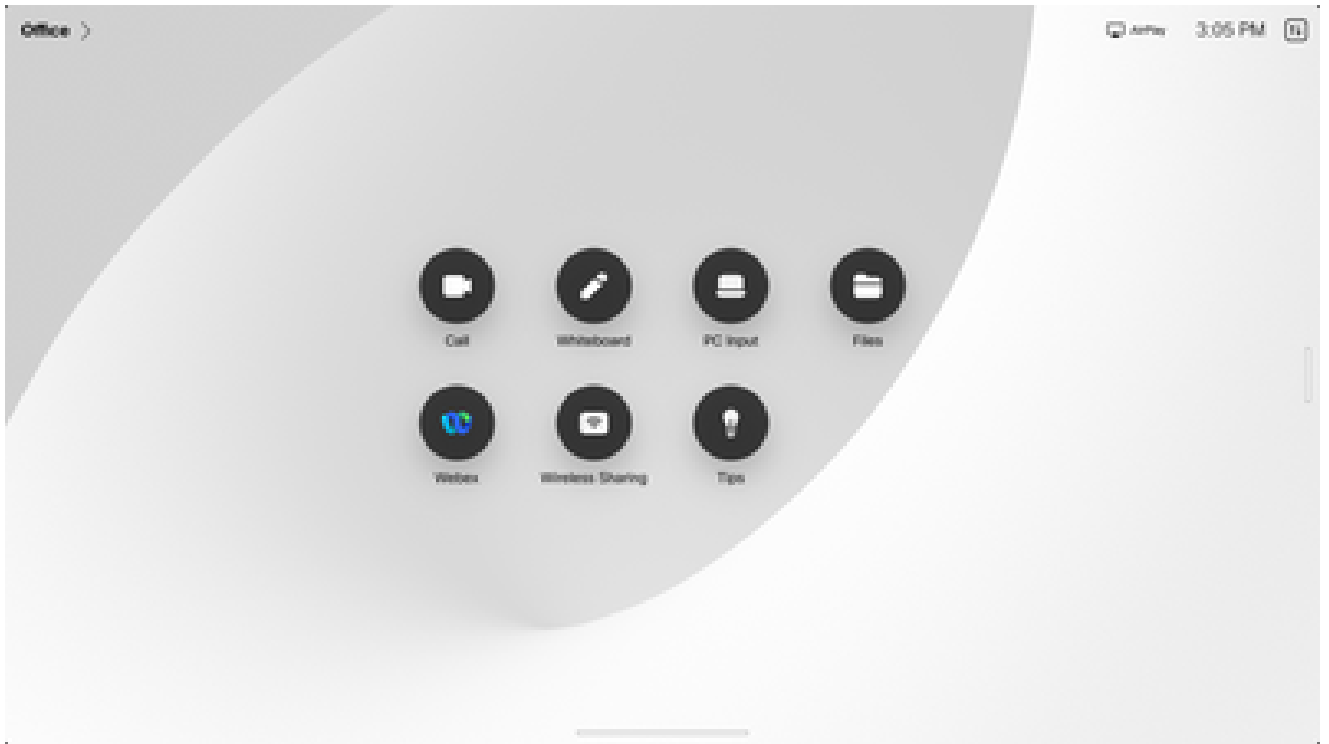 Office
AirPlay 3:05 PM
Call Whiteboard PC Input Files
Webex Wireless Sharing Tips